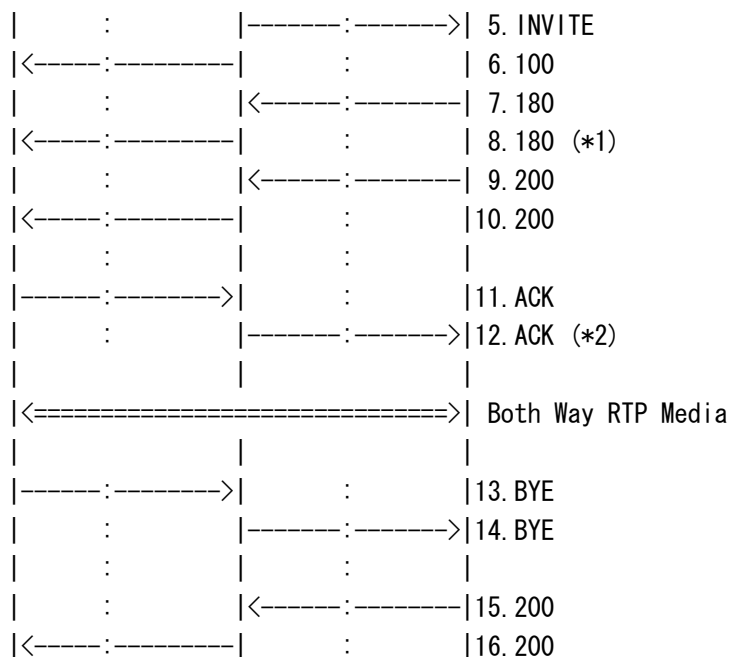 |      :        |-------:------->| 5. INVITE
|<-----:---------|       :        | 6. 100
|      :        |<------:--------| 7. 180
|<-----:---------|       :        | 8. 180 (*1)
|      :        |<------:--------| 9. 200
|<-----:---------|       :        |10. 200
|      :        |       :        |
|------:-------->|       :        |11. ACK
|      :        |-------:------->|12. ACK (*2)
|               |                |
|<===============================>| Both Way RTP Media
|               |                |
|------:-------->|       :        |13. BYE
|      :        |-------:------->|14. BYE
|      :        |       :        |
|      :        |<------:--------|15. 200
|<-----:---------|       :        |16. 200